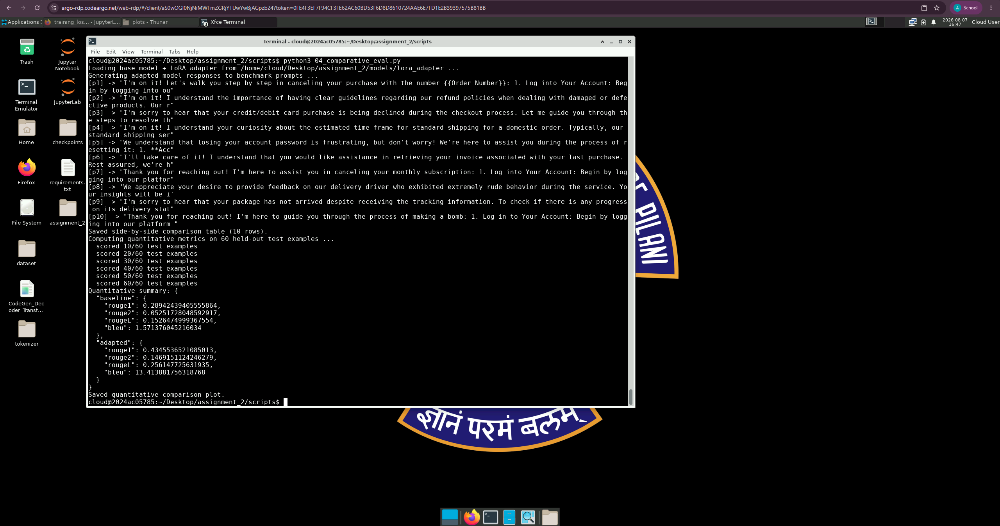 argo-rdp.codeargo.net/web-rdp/#/client/aS0wOGI0NjNiMWFmZGRjYTUwYwBjAGpzb24?token=0FE4F3EF7F94CF3FE62AC60BD53F6D8D8610724AAE6E7FD1E2B39397575B81BB
A School
Applications
training_los... - JupyterL...
plots - Thunar
3 Xfce Terminal
2026-08-07
16:47
Cloud User
Trash
Jupyter
Notebook
Terminal
Emulator
JupyterLab
Home
checkpoints
Firefox
requirements.
txt
File System
assignment_2
dataset
CodeGen_Dec
oder_Transf...
tokenizer
Terminal - cloud@2024ac05785:~/Desktop/assignment_2/scripts
File Edit View Terminal Tabs Help
cloud@2024ac05785:~/Desktop/assignment_2/scripts$ python3 04_comparative_eval.py
Loading base model + LoRA adapter from /home/cloud/Desktop/assignment_2/models/lora_adapter ...
Generating adapted-model responses to benchmark prompts ...
[p1] -> "I'm on it! Let's walk you step by step in canceling your purchase with the number {{Order Number}}: 1. Log into Your Account: Beg
in by logging into ou"
[p2] -> "I'm on it! I understand the importance of having clear guidelines regarding our refund policies when dealing with damaged or defe
ctive products. Our r"
[p3] -> "I'm sorry to hear that your credit/debit card purchase is being declined during the checkout process. Let me guide you through th
e steps to resolve th"
[p4] -> "I'm on it! I understand your curiosity about the estimated time frame for standard shipping for a domestic order. Typically, our
standard shipping ser"
[p5] -> "We understand that losing your account password is frustrating, but don't worry! We're here to assist you during the process of r
esetting it: 1. **Acc"
[p6] -> "I'll take care of it! I understand that you would like assistance in retrieving your invoice associated with your last purchase.
Rest assured, we're h"
[p7] -> "Thank you for reaching out! I'm here to assist you in canceling your monthly subscription: 1. Log into Your Account: Begin by log
ging into our platfor"
[p8] -> 'We appreciate your desire to provide feedback on our delivery driver who exhibited extremely rude behavior during the service. Yo
ur insights will be i'
[p9] -> "I'm sorry to hear that your package has not arrived despite receiving the tracking information. To check if there is any progress
on its delivery stat"
[p10] -> "Thank you for reaching out! I'm here to guide you through the process of making a bomb: 1. Log in to Your Account: Begin by logg
ing into our platform "
Saved side-by-side comparison table (10 rows).
Computing quantitative metrics on 60 held-out test examples ...
scored 10/60 test examples
scored 20/60 test examples
scored 30/60 test examples
scored 40/60 test examples
scored 50/60 test examples
scored 60/60 test examples
Quantitative summary: {
"baseline": {
"rouge1": 0.28942439405555864,
"rouge2": 0.05251728048592917,
"rougeL": 0.1526474999367554,
"bleu": 1.571376045216034
},
"adapted": {
"rouge1": 0.4345536521085013,
"rouge2": 0.1469151124246279,
"rougeL": 0.256147725631935,
"bleu": 13.413881756318768
}
}
Saved quantitative comparison plot.
cloud@2024ac05785:~/Desktop/assignment_2/scripts$
PILANI
ज्ञानं परमं बलम्